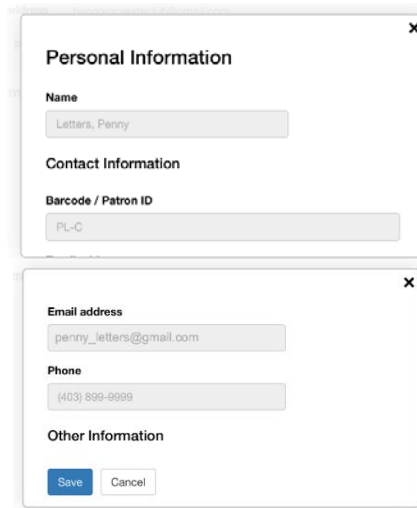 Personal Information
Name
Letters, Penny
Contact Information
Barcode / Patron ID
PL-C
Email address
penny_letters@gmail.com
Phone
(403) 899-9999
Other Information
Save Cancel